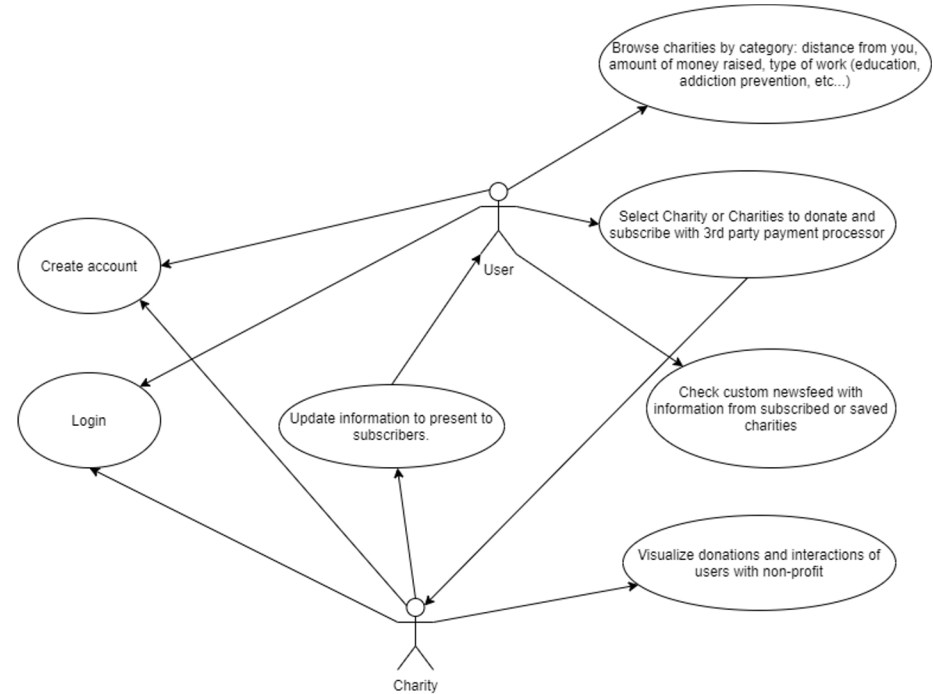 Browse charities by category: distance from you,
amount of money raised, type of work (education,
addiction prevention, etc...)
Select Charity or Charities to donate and
subscribe with 3rd party payment processor
Create account
User
Check custom newsfeed with
information from subscribed or saved
charities
Login
Update information to present to
subscribers.
Visualize donations and interactions of
users with non-profit
Charity